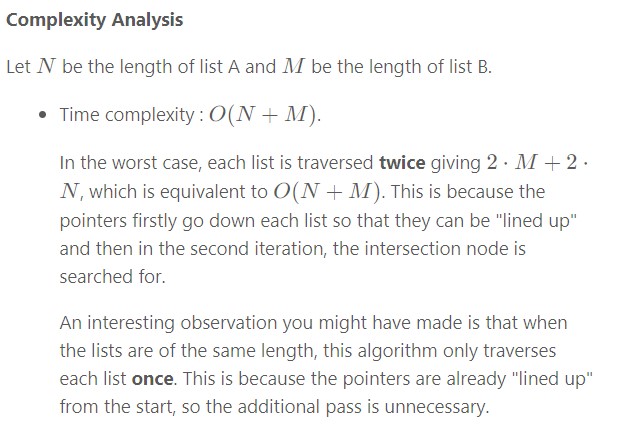 Complexity Analysis
Let N be the length of list A and M be the length of list B.
• Time complexity : O(N + M).
In the worst case, each list is traversed twice giving 2 · M + 2 ·
N, which is equivalent to O(N + M). This is because the
pointers firstly go down each list so that they can be "lined up"
and then in the second iteration, the intersection node is
searched for.
An interesting observation you might have made is that when
the lists are of the same length, this algorithm only traverses
each list once. This is because the pointers are already "lined up"
from the start, so the additional pass is unnecessary.